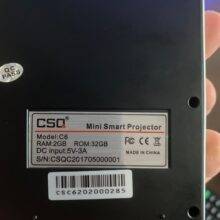 QC
PASS
CSQ
Mini Smart Projector
Model:C6
RAM:2GB ROM:32GB
DC input:5V-3A
MADE IN CHINA
S/N:CSQC201705000001
CSC6202000285